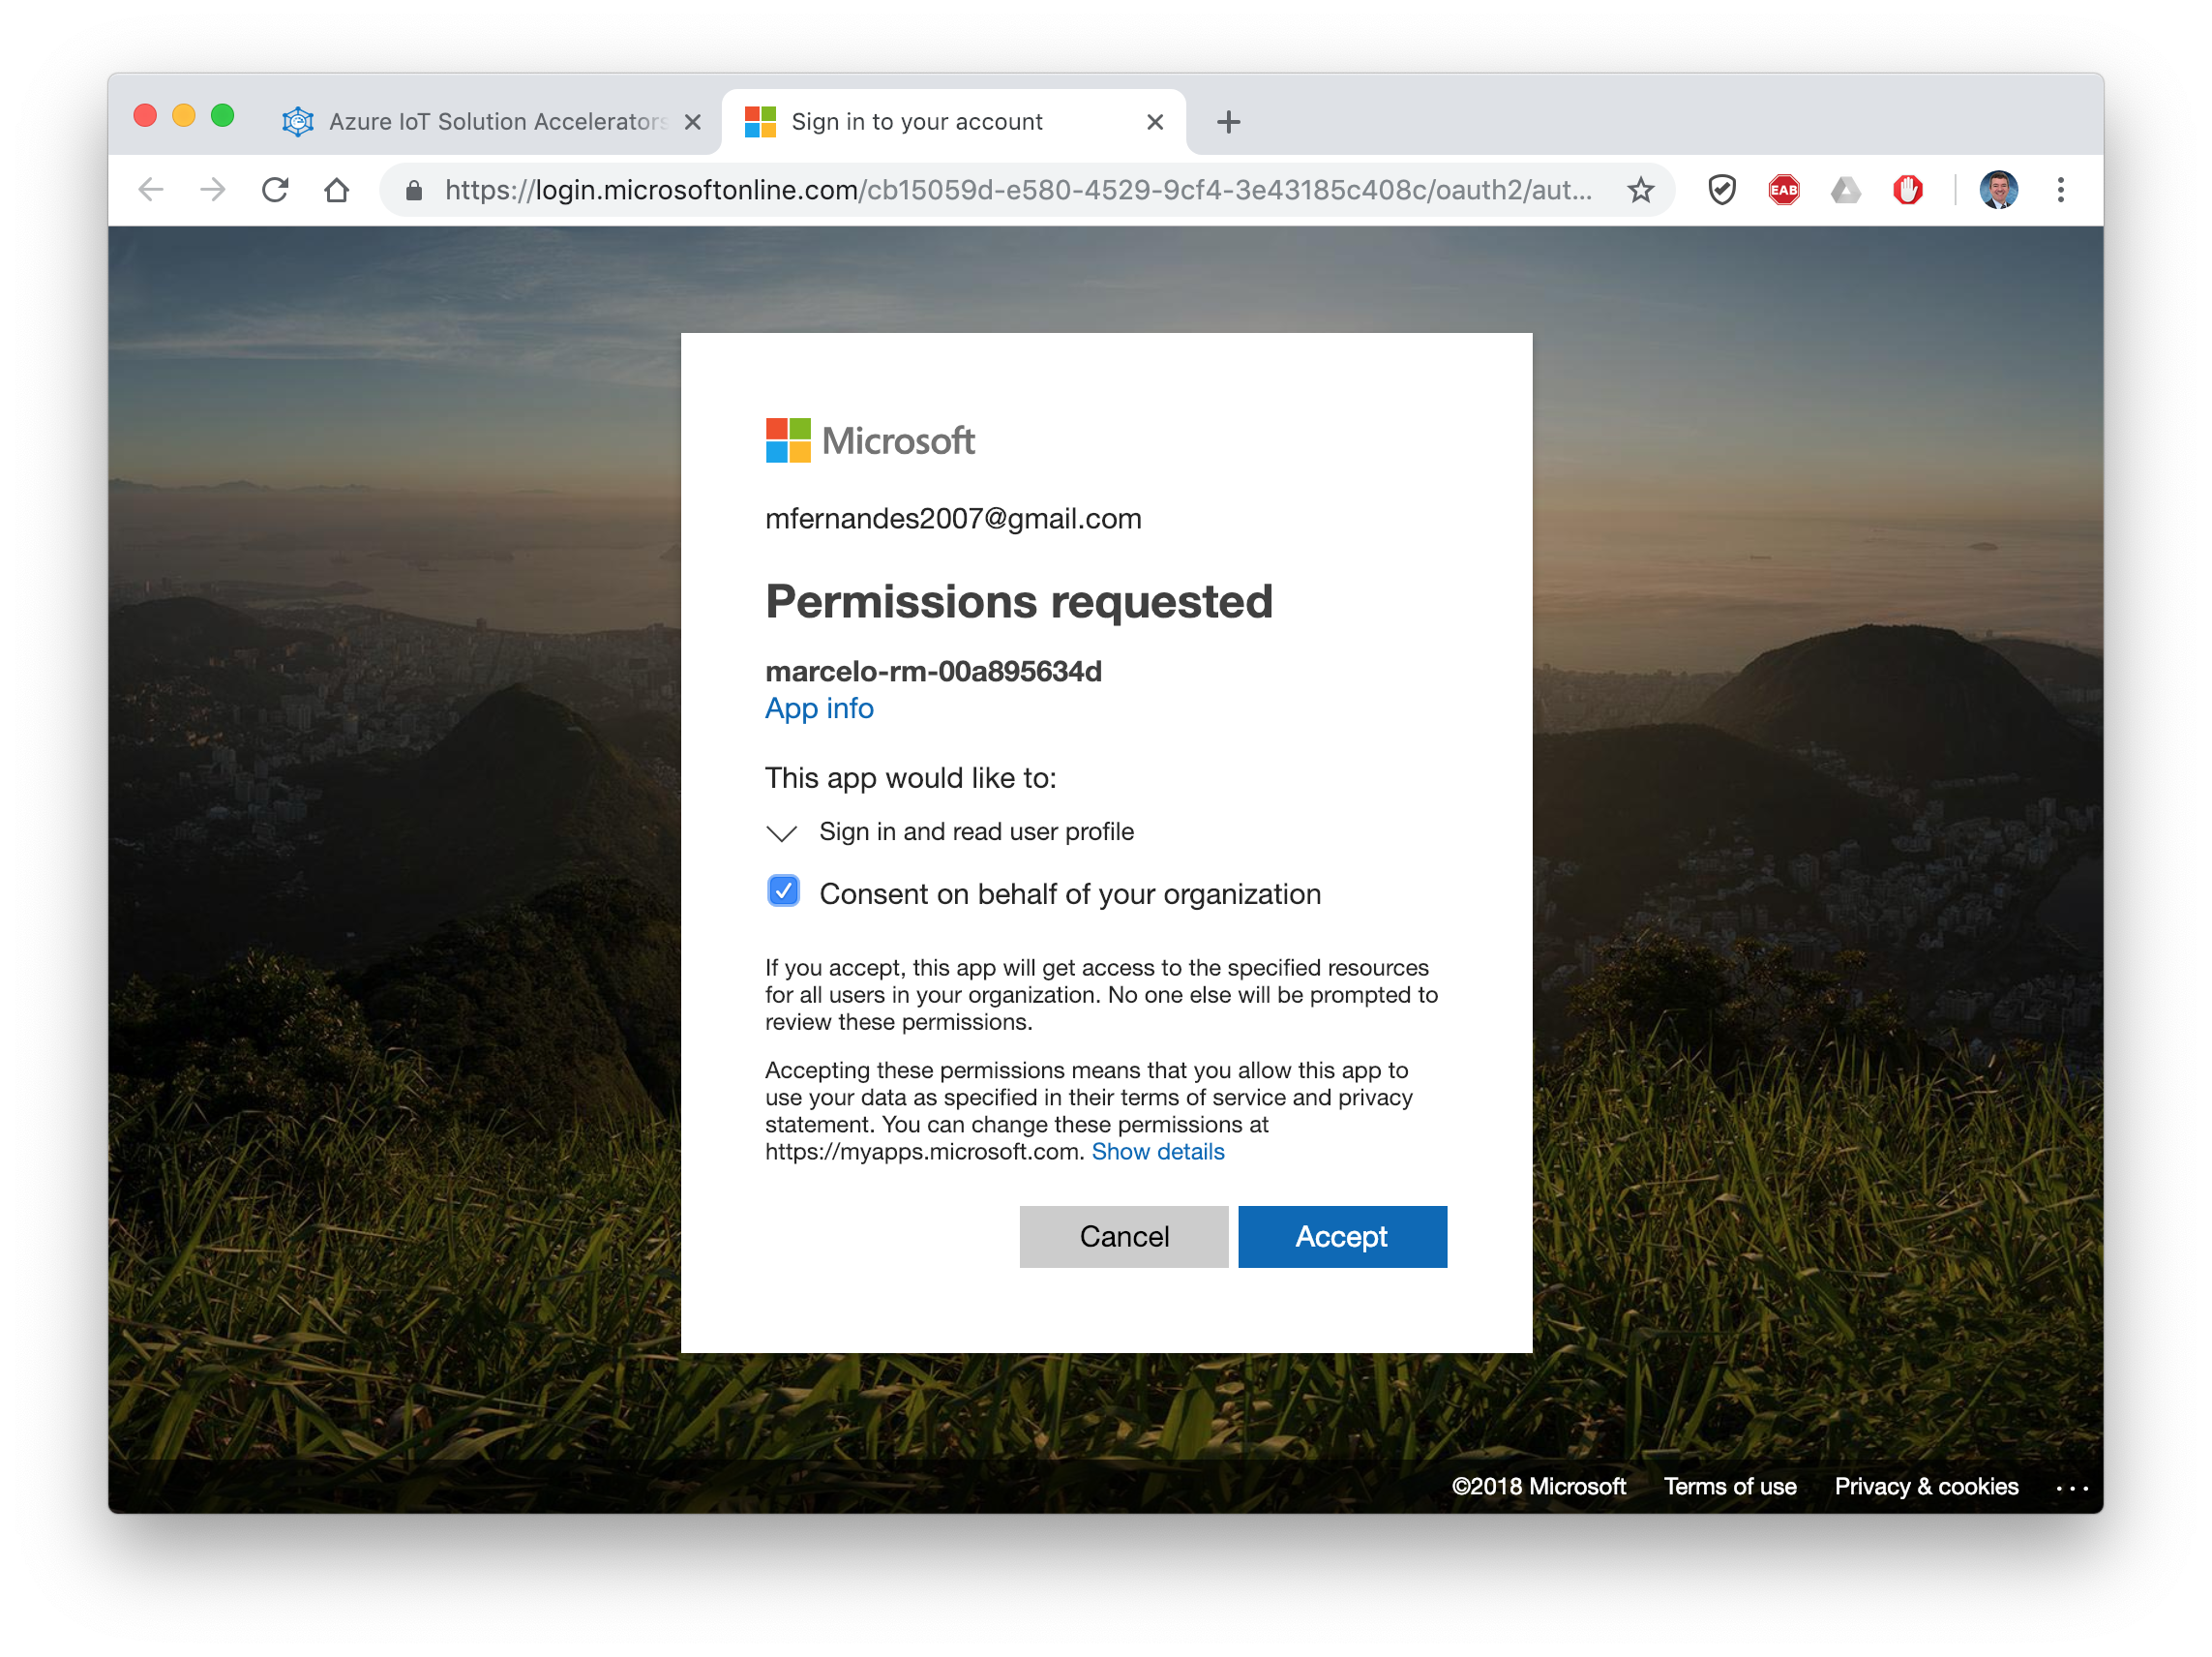 Azure IoT Solution Accelerators
Sign in to your account
https://login.microsoftonline.com/cb15059d-e580-4529-9cf4-3e43185c408c/oauth2/aut...
EAB
Microsoft
mfernandes2007@gmail.com
Permissions requested
marcelo-rm-00a895634d
App info
This app would like to:
Sign in and read user profile
Consent on behalf of your organization
If you accept, this app will get access to the specified resources
for all users in your organization. No one else will be prompted to
review these permissions.
Accepting these permissions means that you allow this app to
use your data as specified in their terms of service and privacy
statement. You can change these permissions at
https://myapps.microsoft.com. Show details
Cancel
Accept
©2018 Microsoft
Terms of use
Privacy & cookies
...